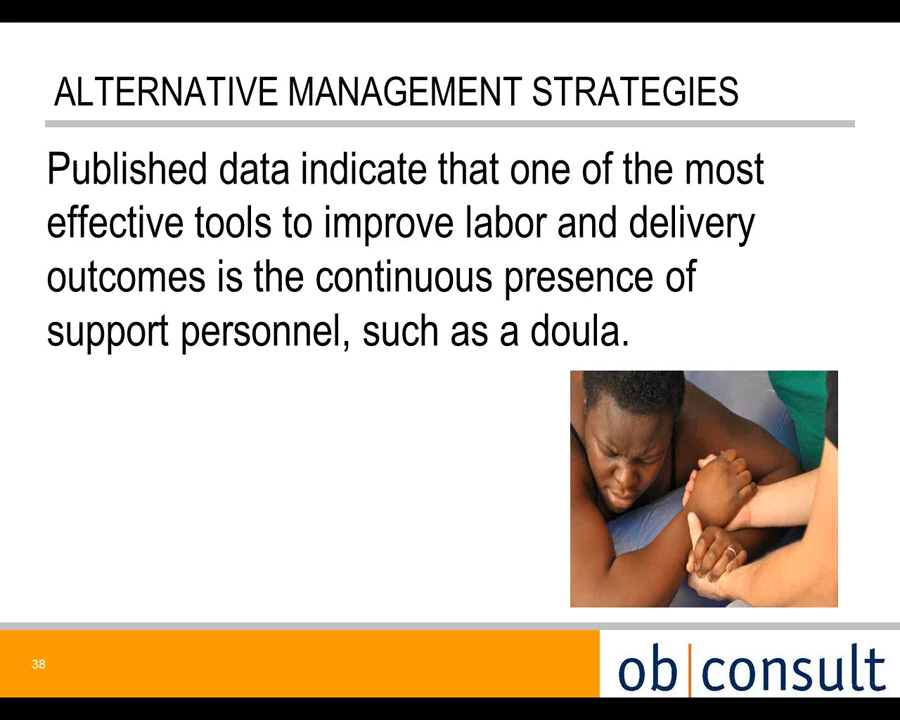 ALTERNATIVE MANAGEMENT STRATEGIES
Published data indicate that one of the most
effective tools to improve labor and delivery
outcomes is the continuous presence of
support personnel, such as a doula.
38
ob|consult